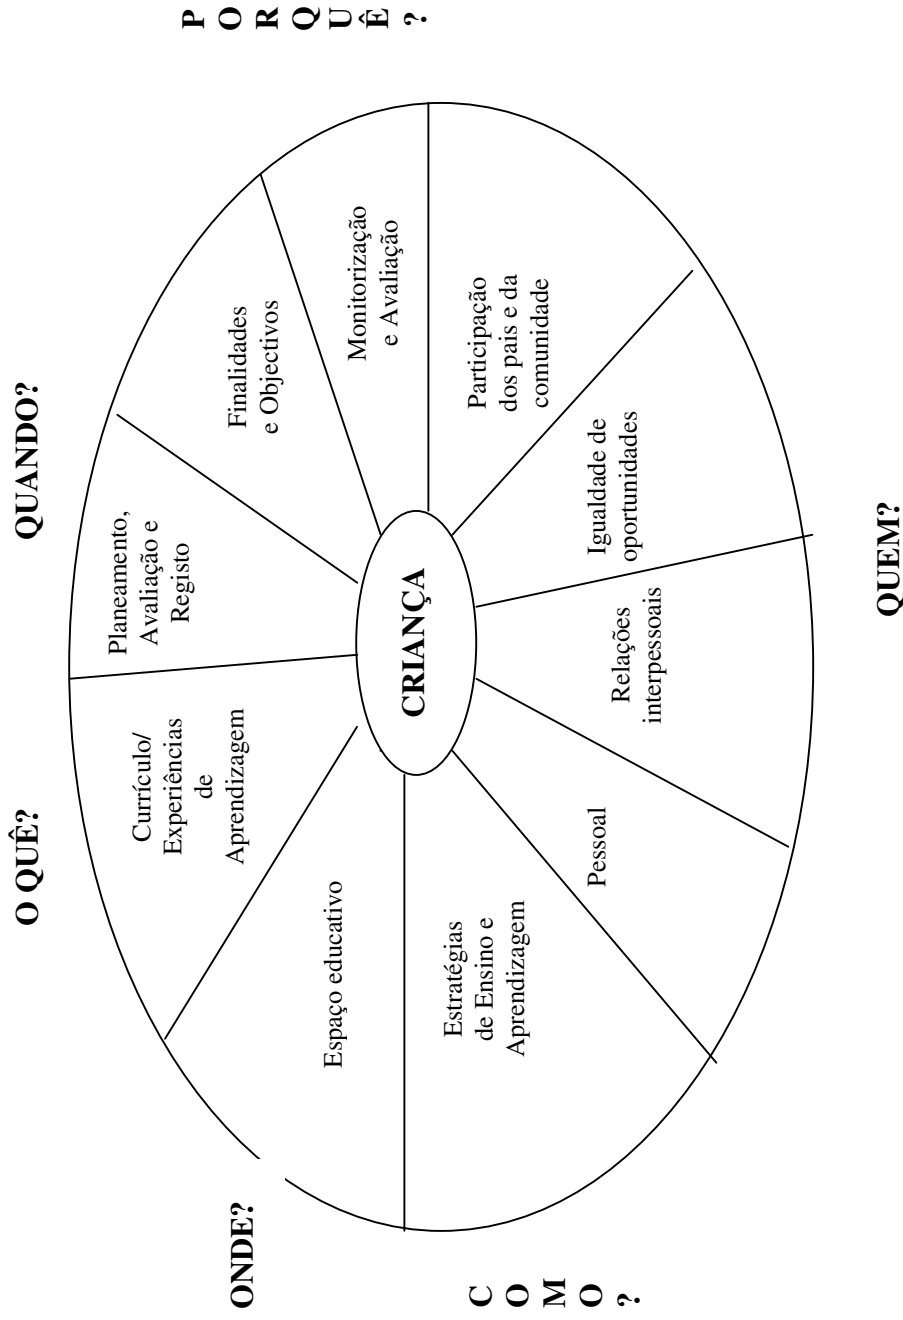 O QUÊ?
QUANDO?
ONDE?
P
O
R
Q
U
Ê
?
Planeamento,
Avaliação e
Registo
Currículo/
Experiências
de
Aprendizagem
Finalidades
e Objectivos
Espaço educativo
Monitorização
e Avaliação
CRIANÇA
Estratégias
de Ensino e
Aprendizagem
Participação
dos pais e da
comunidade
Pessoal
Igualdade de
oportunidades
Relações
interpessoais
C
O
M
O
?
QUEM?